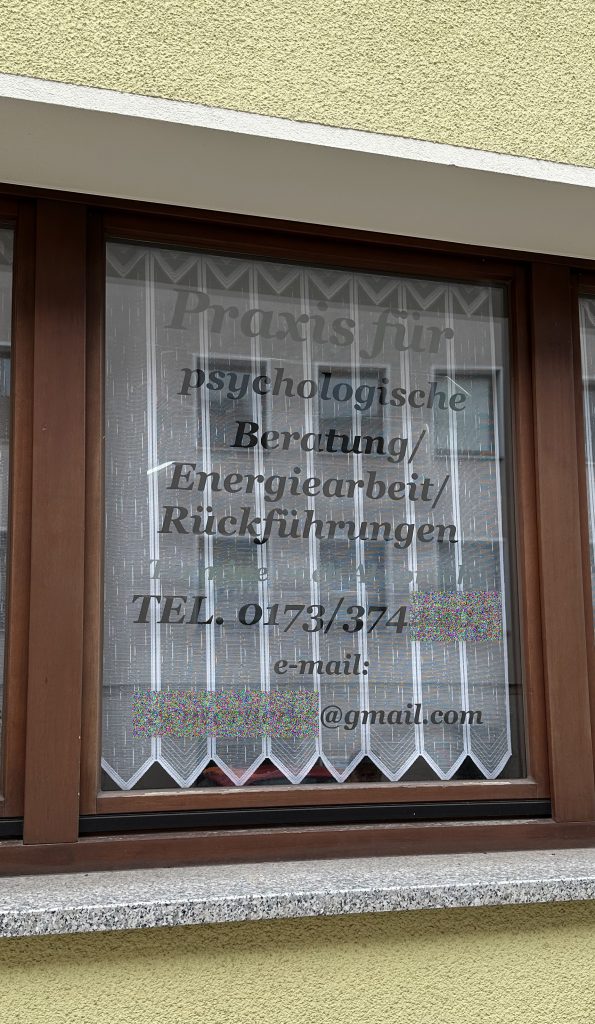 Praxis für
psychologische
Beratung/
Energiearbeit/
Rückführungen
TEL. 0173/374
e-mail:
@gmail.com